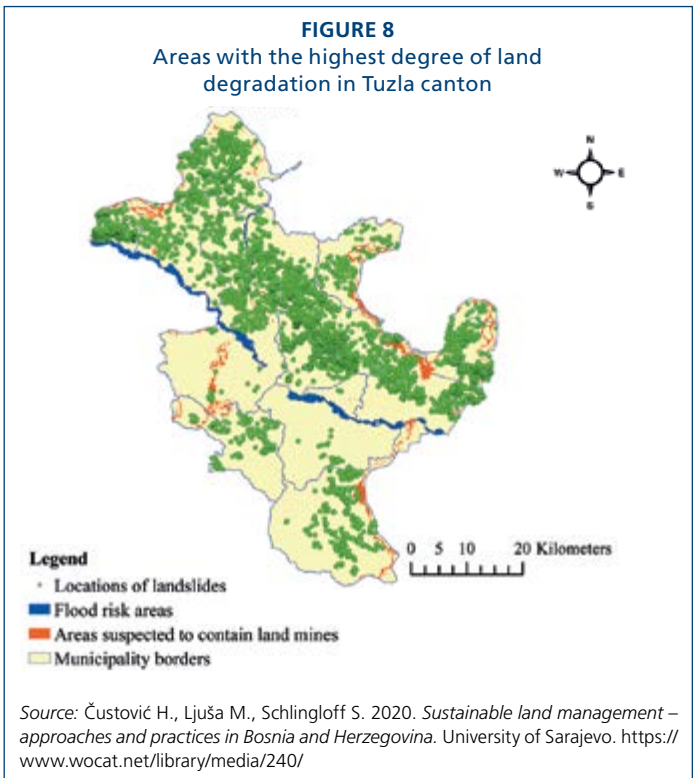 FIGURE 8
Areas with the highest degree of land
degradation in Tuzla canton
N
W E
S
0 5 10 20 Kilometers
Legend
Locations of landslides
Flood risk areas
Areas suspected to contain land mines
Municipality borders
Source: Čustović H., Ljuša M., Schlingloff S. 2020. Sustainable land management –
approaches and practices in Bosnia and Herzegovina. University of Sarajevo. https://
www.wocat.net/library/media/240/